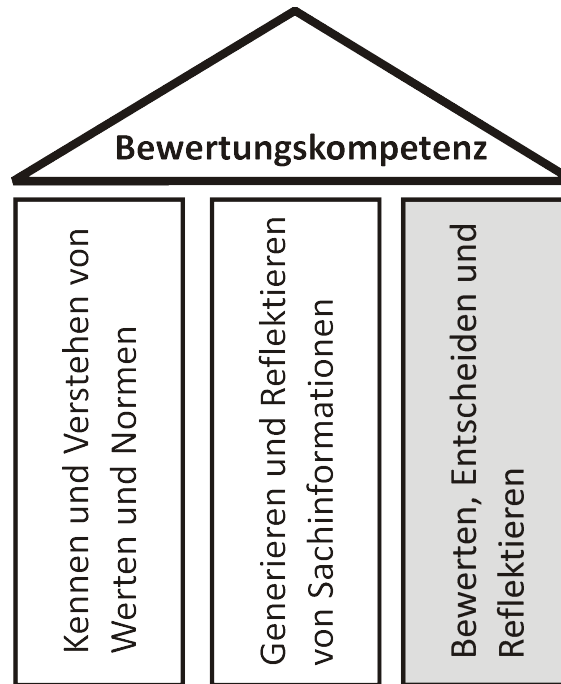 Bewertungskompetenz
Kennen und Verstehen von
Werten und Normen
Generieren und Reflektieren
von Sachinformationen
Bewerten, Entscheiden und
Reflektieren